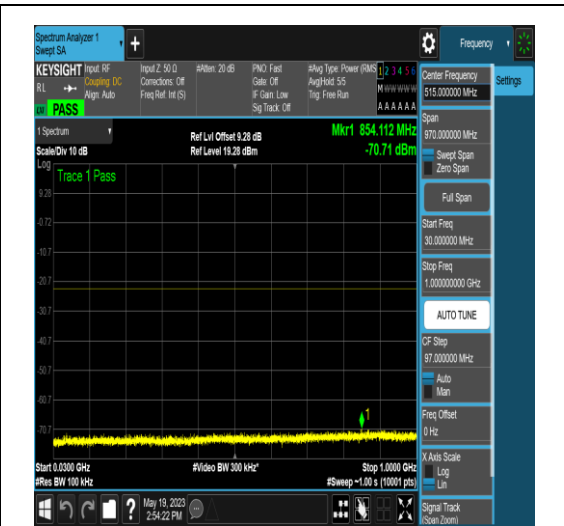 Spectrum Analyzer 1
Swept SA
+
Frequency
KEYSIGHT
RL
PASS
Input: RF
Coupling: DC
Align: Auto
Input Z: 50 Ω
Corrections: Off
Freq Ref: Int (S)
#Atten: 20 dB
PNO: Fast
Gate: Off
IF Gain: Low
Sig Track: Off
#Avg Type: Power (RMS
Avg|Hold: 5/5
Trig: Free Run
1 2 3 4 5 6
M W W W W W
A A A A A A
1 Spectrum
Scale/Div 10 dB
Ref Lvl Offset 9.28 dB
Ref Level 19.28 dBm
Mkr1 854.112 MHz
-70.71 dBm
Log
Trace 1 Pass
9.28
-0.72
-10.7
-20.7
-30.7
-40.7
-50.7
-60.7
-70.7
1
Start 0.0300 GHz
#Res BW 100 kHz
#Video BW 300 kHz*
Stop 1.0000 GHz
#Sweep ~1.00 s (10001 pts)
Center Frequency
515.000000 MHz
Settings
Span
970.000000 MHz
Swept Span
Zero Span
Full Span
Start Freq
30.000000 MHz
Stop Freq
1.000000000 GHz
AUTO TUNE
CF Step
97.000000 MHz
Auto
Man
Freq Offset
0 Hz
X Axis Scale
Log
Lin
Signal Track
(Span Zoom)
?
May 19, 2023
2:54:22 PM